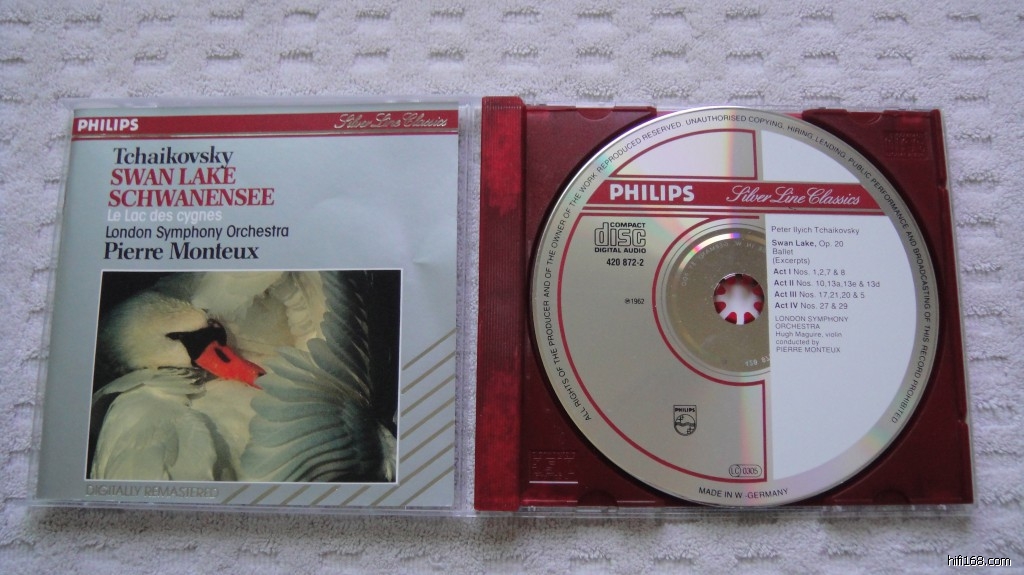 PHILIPS
Silver Line Classics
Tchaikovsky
SWAN LAKE
SCHWANENSEE
Le Lac des cygnes
London Symphony Orchestra
Pierre Monteux
DIGITALLY REMASTERED
ALL RIGHTS OF THE PRODUCER AND OF THE OWNER OF THE WORK REPRODUCED RESERVED. UNAUTHORISED COPYING, HIRING, LENDING, PUBLIC PERFORMANCE AND BROADCASTING OF THIS RECORD PROHIBITED
PHILIPS
Silver Line Classics
COMPACT
disc
DIGITAL AUDIO
420 872-2
℗1962
Peter Ilyich Tchaikovsky
Swan Lake, Op. 20
Ballet
(Excerpts)
Act I Nos. 1,2,7 & 8
Act II Nos. 10,13a,13e & 13d
Act III Nos. 17,21,20 & 5
Act IV Nos. 27 & 29
LONDON SYMPHONY
ORCHESTRA
Hugh Maguire, violin
conducted by
PIERRE MONTEUX
PHILIPS
LC 0305
MADE IN W.-GERMANY
hifi168.com